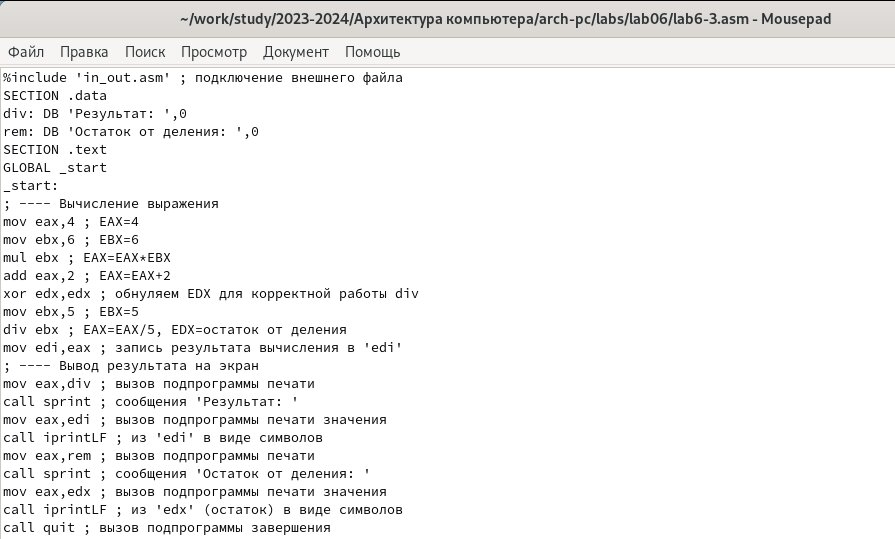 ~/work/study/2023-2024/Архитектура компьютера/arch-pc/labs/lab06/lab6-3.asm - Mousepad
Файл Правка Поиск Просмотр Документ Помощь
%include 'in_out.asm' ; подключение внешнего файла
SECTION .data
div: DB 'Результат: ',0
rem: DB 'Остаток от деления: ',0
SECTION .text
GLOBAL _start
_start:
; ---- Вычисление выражения
mov eax,4 ; EAX=4
mov ebx,6 ; EBX=6
mul ebx ; EAX=EAX*EBX
add eax,2 ; EAX=EAX+2
xor edx,edx ; обнуляем EDX для корректной работы div
mov ebx,5 ; EBX=5
div ebx ; EAX=EAX/5, EDX=остаток от деления
mov edi,eax ; запись результата вычисления в 'edi'
; ---- Вывод результата на экран
mov eax,div ; вызов подпрограммы печати
call sprint ; сообщения 'Результат: '
mov eax,edi ; вызов подпрограммы печати значения
call iprintLF ; из 'edi' в виде символов
mov eax,rem ; вызов подпрограммы печати
call sprint ; сообщения 'Остаток от деления: '
mov eax,edx ; вызов подпрограммы печати значения
call iprintLF ; из 'edx' (остаток) в виде символов
call quit ; вызов подпрограммы завершения